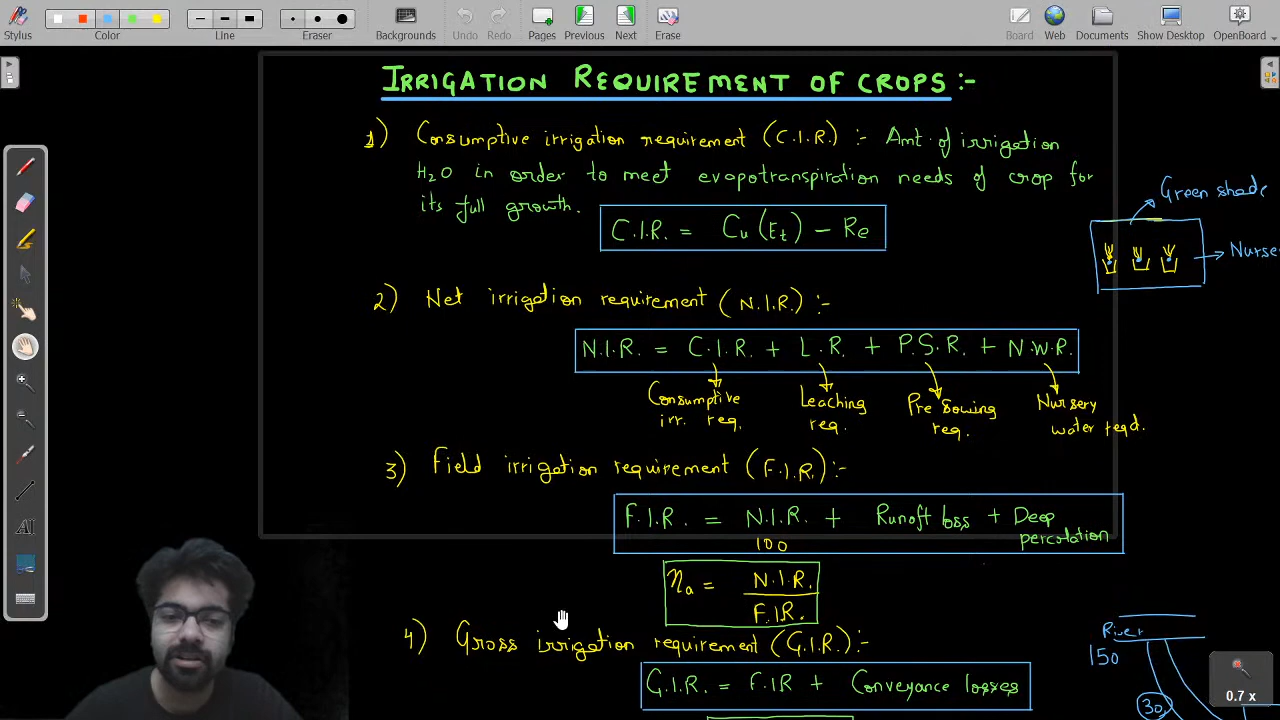 Stylus
Color
Line
Eraser
Backgrounds
Undo
Redo
Pages
Previous
Next
Erase
Board
Web
Documents
Show Desktop
OpenBoard
IRRIGATION REQUIREMENT OF CROPS :-
1) Consumptive irrigation requirement (C.I.R.) :- Amt. of irrigation
H2O in order to meet evapotranspiration needs of crop for
its full growth.
C.I.R. = Cu (Et) - Re
Green shade
Nurse
2) Net irrigation requirement (N.I.R.) :-
N.I.R. = C.I.R. + L.R. + P.S.R. + N.W.R.
Consumptive irr. req.
Leaching req.
Pre Sowing req.
Nursery water reqd.
3) Field irrigation requirement (F.I.R.) :-
F.I.R. = N.I.R. + Runoff loss + Deep percolation
100
ηa = N.I.R. / F.I.R.
4) Gross irrigation requirement (G.I.R.) :-
G.I.R. = F.I.R + Conveyance losses
River
150
30
AI
0.7 x